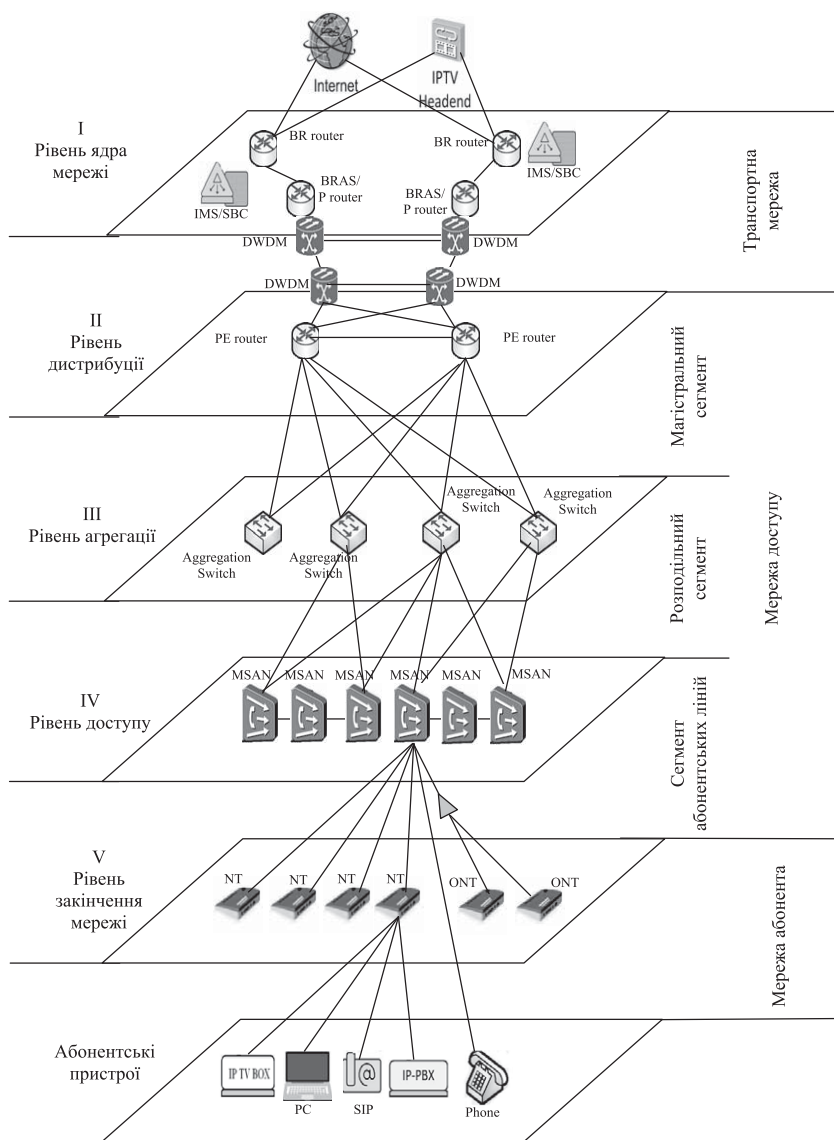 Internet
IPTV
Headend
I
Рівень ядра
мережі
BR router
BR router
IMS/SBC
IMS/SBC
BRAS/
P router
BRAS/
P router
DWDM
DWDM
Транспортна
мережа
DWDM
DWDM
II
Рівень
дистрибуції
PE router
PE router
Магістральний
сегмент
III
Рівень агрегації
Aggregation
Switch
Aggregation
Switch
Aggregation
Switch
Aggregation
Switch
Розподільний
сегмент
Мережа доступу
IV
Рівень доступу
MSAN
MSAN
MSAN
MSAN
MSAN
MSAN
Сегмент
абонентських ліній
V
Рівень
закінчення
мережі
NT
NT
NT
NT
ONT
ONT
Мережа абонента
Абонентські
пристрої
IP TV BOX
PC
@
SIP
IP-PBX
Phone